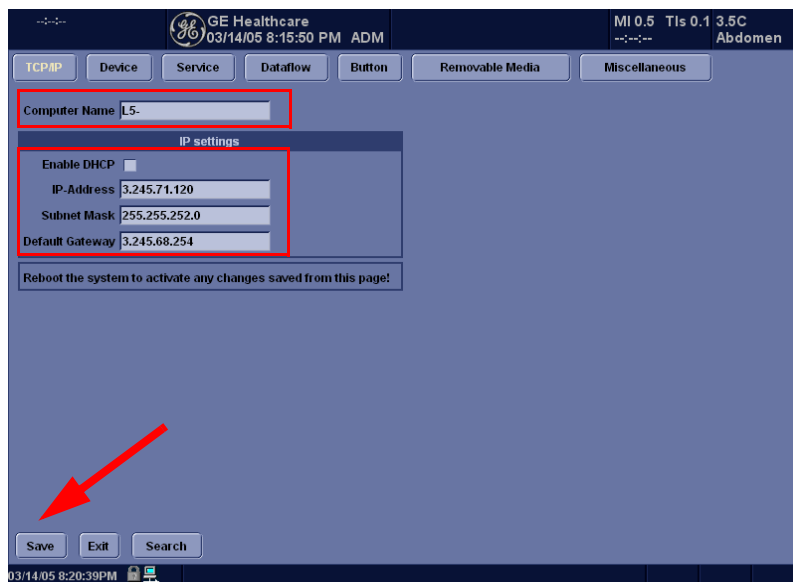 --:--:-- GE Healthcare MI 0.5 TIs 0.1 3.5C
03/14/05 8:15:50 PM ADM --:--:-- Abdomen
TCP/IP Device Service Dataflow Button Removable Media Miscellaneous
Computer Name L5-
IP settings
Enable DHCP
IP-Address 3.245.71.120
Subnet Mask 255.255.252.0
Default Gateway 3.245.68.254
Reboot the system to activate any changes saved from this page!
Save Exit Search
03/14/05 8:20:39PM